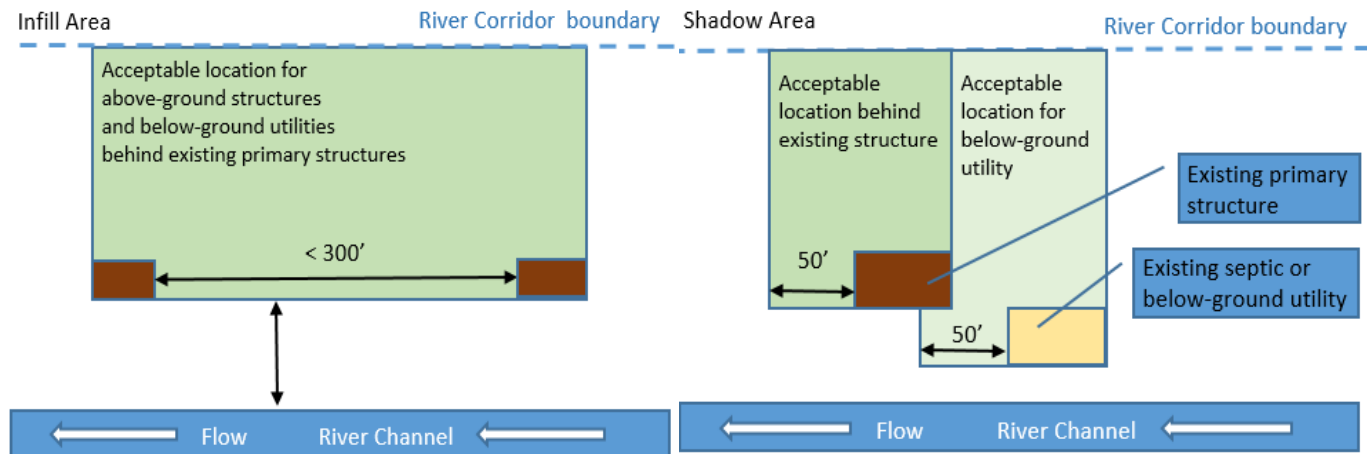 Infill Area
River Corridor boundary
Acceptable location for
above-ground structures
and below-ground utilities
behind existing primary structures
< 300’
Flow
River Channel
Shadow Area
River Corridor boundary
Acceptable
location behind
existing structure
Acceptable
location for
below-ground
utility
Existing primary
structure
50’
Existing septic or
below-ground utility
50’
Flow
River Channel